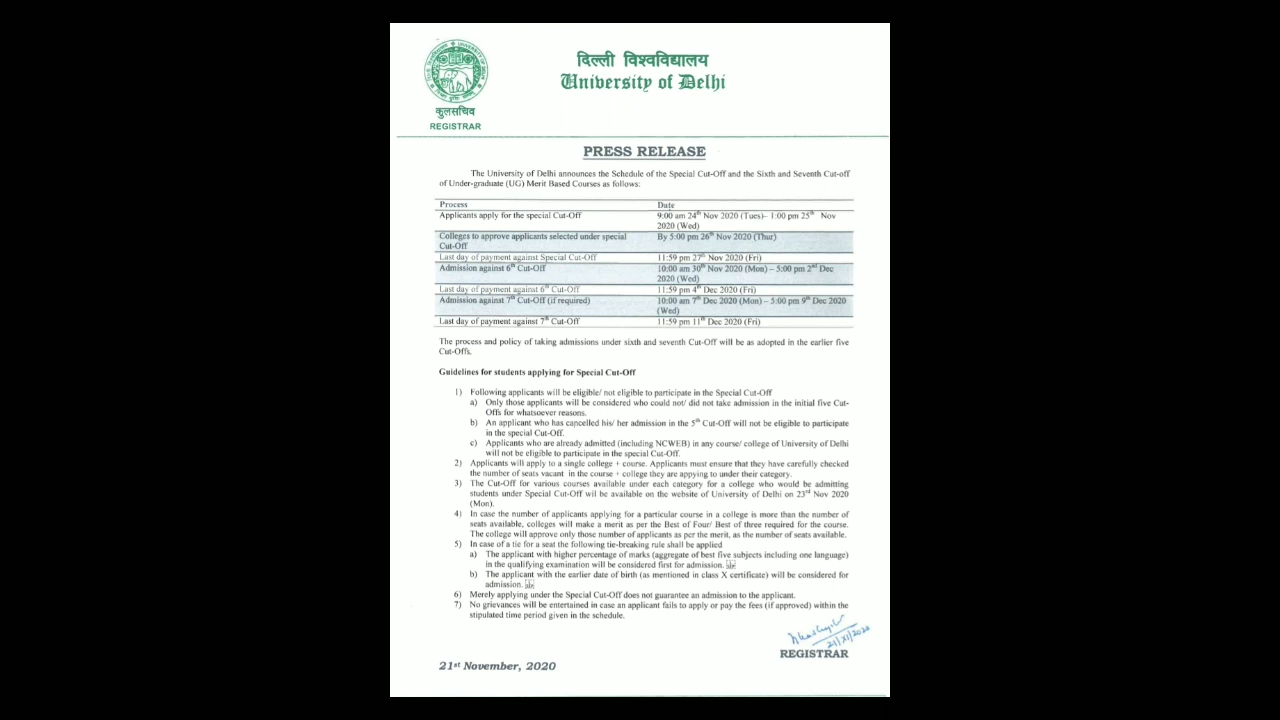 दिल्ली विश्वविद्यालय
University of Delhi
कुलसचिव
REGISTRAR
PRESS RELEASE
The University of Delhi announces the Schedule of the Special Cut-Off and the Sixth and Seventh Cut-off
of Under-graduate (UG) Merit Based Courses as follows:
Process Date
Applicants apply for the special Cut-Off 9:00 am 24th Nov 2020 (Tues)– 1:00 pm 25th Nov
2020 (Wed)
Colleges to approve applicants selected under special By 5:00 pm 26th Nov 2020 (Thur)
Cut-Off
Last day of payment against Special Cut-Off 11:59 pm 27th Nov 2020 (Fri)
Admission against 6th Cut-Off 10:00 am 30th Nov 2020 (Mon) – 5:00 pm 2nd Dec
2020 (Wed)
Last day of payment against 6th Cut-Off 11:59 pm 4th Dec 2020 (Fri)
Admission against 7th Cut-Off (if required) 10:00 am 7th Dec 2020 (Mon) – 5:00 pm 9th Dec 2020
(Wed)
Last day of payment against 7th Cut-Off 11:59 pm 11th Dec 2020 (Fri)
The process and policy of taking admissions under sixth and seventh Cut-Off will be as adopted in the earlier five
Cut-Offs.
Guidelines for students applying for Special Cut-Off
1) Following applicants will be eligible/ not eligible to participate in the Special Cut-Off
a) Only those applicants will be considered who could not/ did not take admission in the initial five Cut-
Offs for whatsoever reasons.
b) An applicant who has cancelled his/ her admission in the 5th Cut-Off will not be eligible to participate
in the special Cut-Off.
c) Applicants who are already admitted (including NCWEB) in any course/ college of University of Delhi
will not be eligible to participate in the special Cut-Off.
2) Applicants will apply to a single college + course. Applicants must ensure that they have carefully checked
the number of seats vacant in the course + college they are appying to under their category.
3) The Cut-Off for various courses available under each category for a college who would be admitting
students under Special Cut-Off wil be available on the website of University of Delhi on 23rd Nov 2020
(Mon).
4) In case the number of applicants applying for a particular course in a college is more than the number of
seats available, colleges will make a merit as per the Best of Four/ Best of three required for the course.
The college will approve only those number of applicants as per the merit, as the number of seats available.
5) In case of a tie for a seat the following tie-breaking rule shall be applied
a) The applicant with higher percentage of marks (aggregate of best five subjects including one language)
in the qualifying examination will be considered first for admission.
b) The applicant with the earlier date of birth (as mentioned in class X certificate) will be considered for
admission.
6) Merely applying under the Special Cut-Off does not guarantee an admission to the applicant.
7) No grievances will be entertained in case an applicant fails to apply or pay the fees (if approved) within the
stipulated time period given in the schedule.
21/XI/2020
REGISTRAR
21st November, 2020